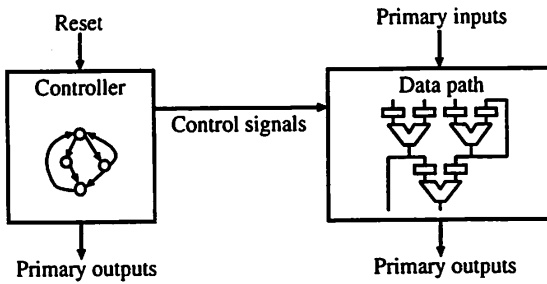 Reset
Primary inputs
Controller
Data path
Control signals
Primary outputs
Primary outputs